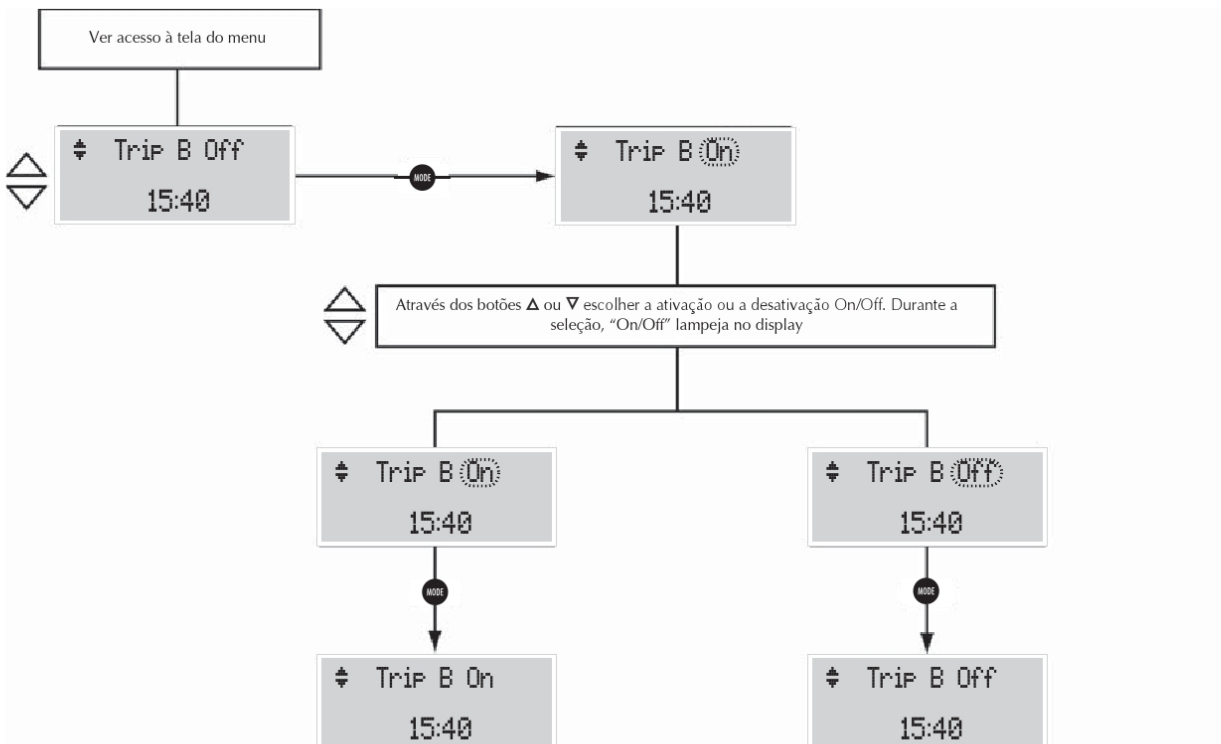 Ver acesso à tela do menu
Trip B Off
15:40
MODE
Trip B On
15:40
Através dos botões Δ ou ∇ escolher a ativação ou a desativação On/Off. Durante a
seleção, “On/Off” lampeja no display
Trip B On
15:40
Trip B Off
15:40
MODE
MODE
Trip B On
15:40
Trip B Off
15:40